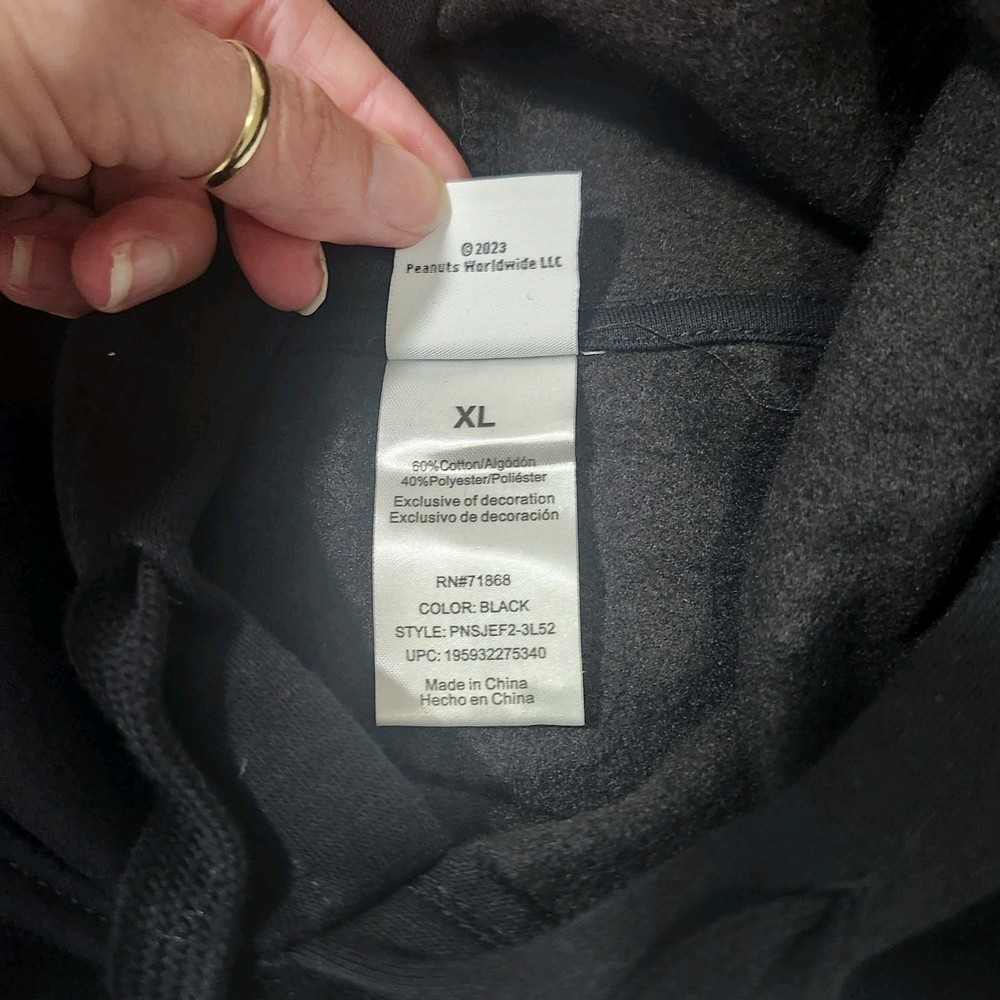 ©2023
Peanuts Worldwide LLC
XL
60%Cotton/Algódón
40%Polyester/Poliéster
Exclusive of decoration
Exclusivo de decoración
RN#71868
COLOR: BLACK
STYLE: PNSJEF2-3L52
UPC: 195932275340
Made in China
Hecho en China